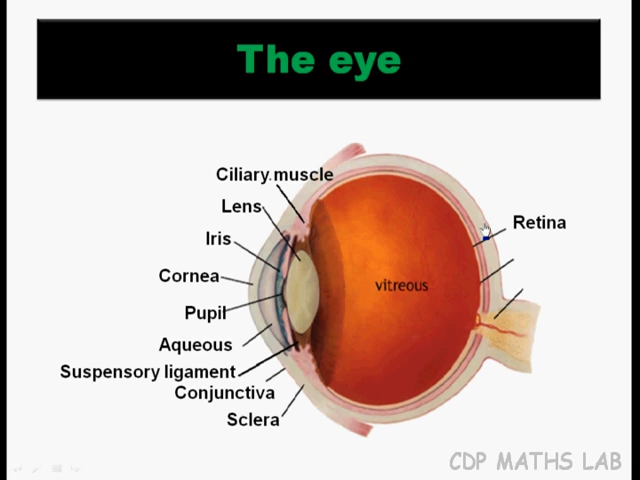 The eye
Ciliary muscle
Lens
Retina
Iris
Cornea
vitreous
Pupil
Aqueous
Suspensory ligament
Conjunctiva
Sclera
CDP MATHS LAB